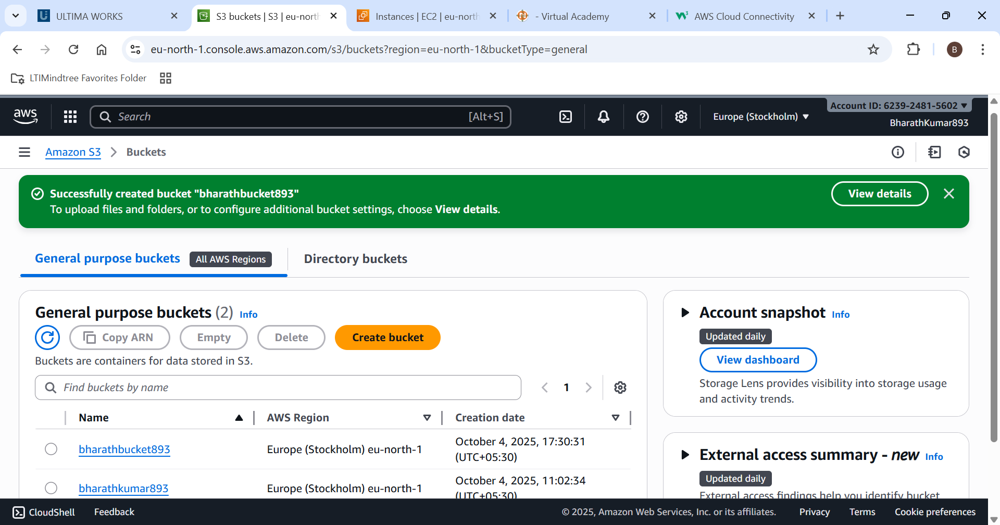 ULTIMA WORKS
S3 buckets | S3 | eu-north
Instances | EC2 | eu-north
- Virtual Academy
AWS Cloud Connectivity
eu-north-1.console.aws.amazon.com/s3/buckets?region=eu-north-1&bucketType=general
B
LTIMindtree Favorites Folder
aws
Search
[Alt+S]
Europe (Stockholm)
Account ID: 6239-2481-5602
BharathKumar893
Amazon S3
Buckets
Successfully created bucket "bharathbucket893"
To upload files and folders, or to configure additional bucket settings, choose View details.
View details
General purpose buckets
All AWS Regions
Directory buckets
General purpose buckets (2) Info
Copy ARN
Empty
Delete
Create bucket
Buckets are containers for data stored in S3.
Find buckets by name
1
Name
AWS Region
Creation date
bharathbucket893
Europe (Stockholm) eu-north-1
October 4, 2025, 17:30:31
(UTC+05:30)
bharathkumar893
Europe (Stockholm) eu-north-1
October 4, 2025, 11:02:34
(UTC+05:30)
Account snapshot Info
Updated daily
View dashboard
Storage Lens provides visibility into storage usage
and activity trends.
External access summary - new Info
Updated daily
External access findings help you identify bucket
CloudShell
Feedback
© 2025, Amazon Web Services, Inc. or its affiliates.
Privacy
Terms
Cookie preferences